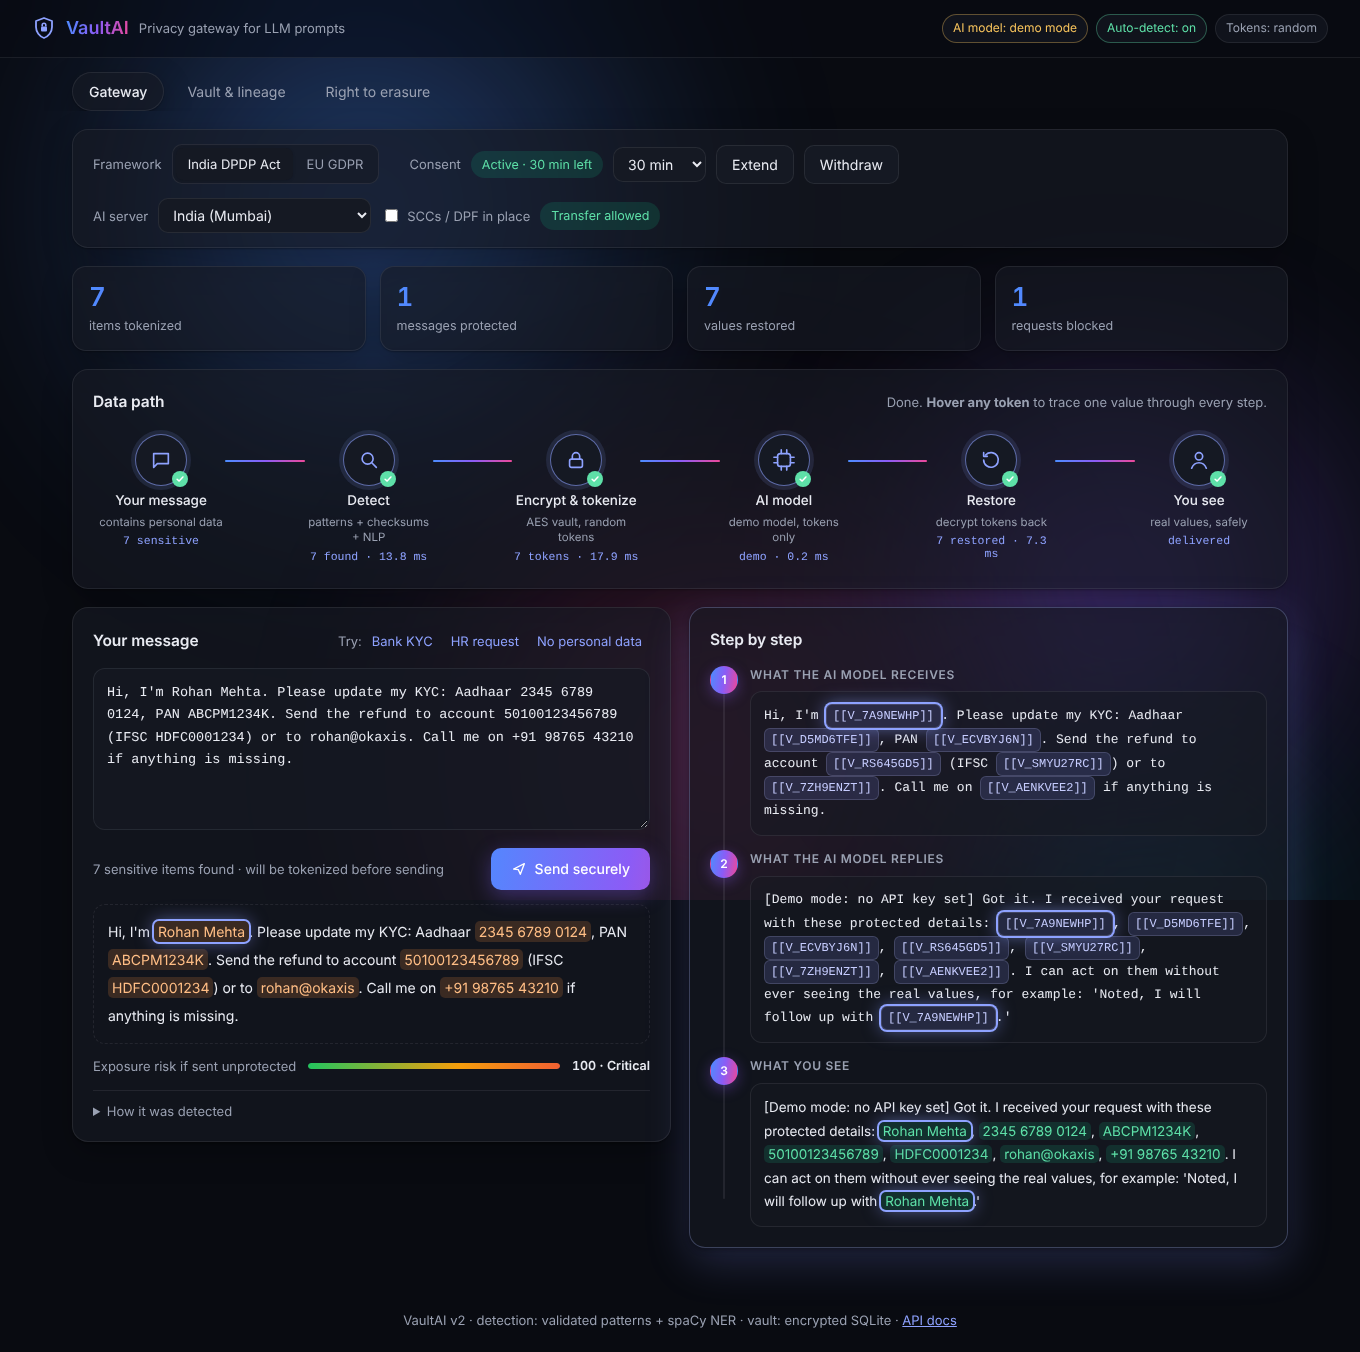 VaultAI Privacy gateway for LLM prompts AI model: demo mode Auto-detect: on Tokens: random
Gateway Vault & lineage Right to erasure
Framework India DPDP Act EU GDPR Consent Active · 30 min left 30 min Extend Withdraw
AI server India (Mumbai) SCCs / DPF in place Transfer allowed
7
items tokenized
1
messages protected
7
values restored
1
requests blocked
Data path Done. Hover any token to trace one value through every step.
Your message
contains personal data
7 sensitive
Detect
patterns + checksums
+ NLP
7 found · 13.8 ms
Encrypt & tokenize
AES vault, random
tokens
7 tokens · 17.9 ms
AI model
demo model, tokens
only
demo · 0.2 ms
Restore
decrypt tokens back
7 restored · 7.3
ms
You see
real values, safely
delivered
Your message Try: Bank KYC HR request No personal data
Hi, I'm Rohan Mehta. Please update my KYC: Aadhaar 2345 6789
0124, PAN ABCPM1234K. Send the refund to account 50100123456789
(IFSC HDFC0001234) or to rohan@okaxis. Call me on +91 98765 43210
if anything is missing.
7 sensitive items found · will be tokenized before sending Send securely
Hi, I'm Rohan Mehta. Please update my KYC: Aadhaar 2345 6789 0124, PAN
ABCPM1234K. Send the refund to account 50100123456789 (IFSC
HDFC0001234) or to rohan@okaxis. Call me on +91 98765 43210 if
anything is missing.
Exposure risk if sent unprotected 100 · Critical
How it was detected
Step by step
1 WHAT THE AI MODEL RECEIVES
Hi, I'm [[V_7A9NEWHP]]. Please update my KYC: Aadhaar
[[V_D5MD6TFE]], PAN [[V_ECVBYJ6N]]. Send the refund to
account [[V_RS645GD5]] (IFSC [[V_SMYU27RC]]) or to
[[V_7ZH9ENZT]]. Call me on [[V_AENKVEE2]] if anything is
missing.
2 WHAT THE AI MODEL REPLIES
[Demo mode: no API key set] Got it. I received your request
with these protected details: [[V_7A9NEWHP]], [[V_D5MD6TFE]],
[[V_ECVBYJ6N]], [[V_RS645GD5]], [[V_SMYU27RC]],
[[V_7ZH9ENZT]], [[V_AENKVEE2]]. I can act on them without
ever seeing the real values, for example: 'Noted, I will
follow up with [[V_7A9NEWHP]].'
3 WHAT YOU SEE
[Demo mode: no API key set] Got it. I received your request with these
protected details: Rohan Mehta, 2345 6789 0124, ABCPM1234K,
50100123456789, HDFC0001234, rohan@okaxis, +91 98765 43210. I
can act on them without ever seeing the real values, for example: 'Noted, I
will follow up with Rohan Mehta.'
VaultAI v2 · detection: validated patterns + spaCy NER · vault: encrypted SQLite · API docs